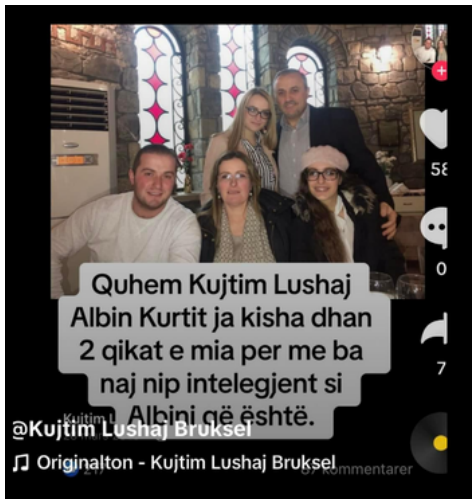 58
0
7
Quhem Kujtim Lushaj
Albin Kurtit ja kisha dhan
2 qikat e mia per me ba
naj nip intelegjent si
Albini që është.
@Kujtim Lushaj Bruksel
Originalton - Kujtim Lushaj Bruksel
kommentarer